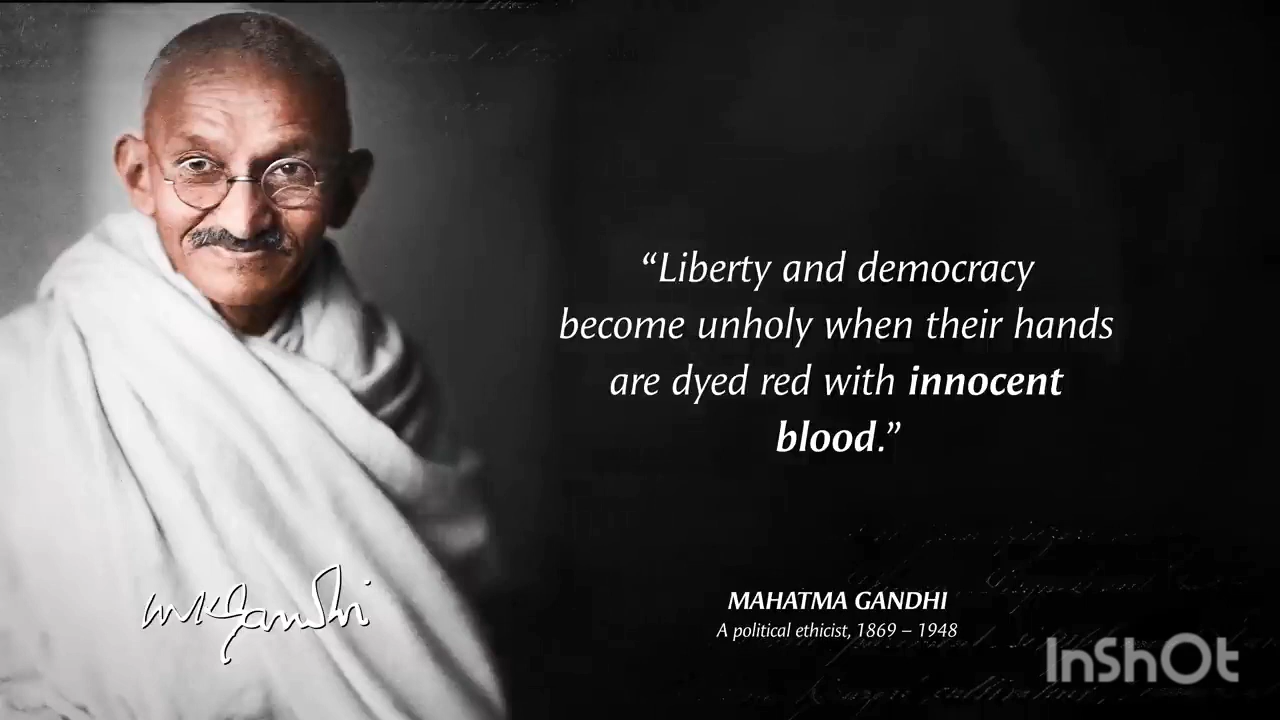 “Liberty and democracy
become unholy when their hands
are dyed red with innocent
blood.”
MKGandhi
MAHATMA GANDHI
A political ethicist, 1869 – 1948
InShOt